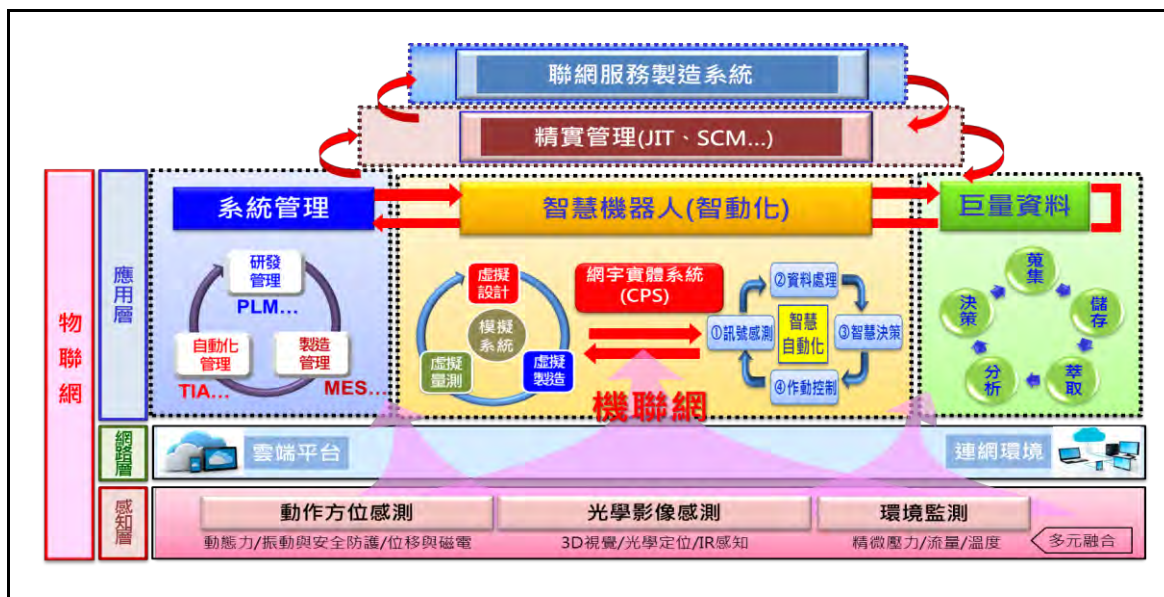 聯網服務製造系統
精實管理(JIT、SCM...)
物聯網
應用層
系統管理
研發
管理
PLM...
自動化
管理
製造
管理
TIA...
MES...
智慧機器人(智動化)
虛擬
設計
模擬
系統
虛擬
量測
虛擬
製造
網宇實體系統
(CPS)
機聯網
①訊號感測
②資料處理
③智慧決策
④作動控制
智慧
自動化
巨量資料
蒐集
儲存
萃取
分析
決策
網路層
雲端平台
連網環境
感知層
動作方位感測
動態力/振動與安全防護/位移與磁電
光學影像感測
3D視覺/光學定位/IR感知
環境監測
精微壓力/流量/溫度
多元融合